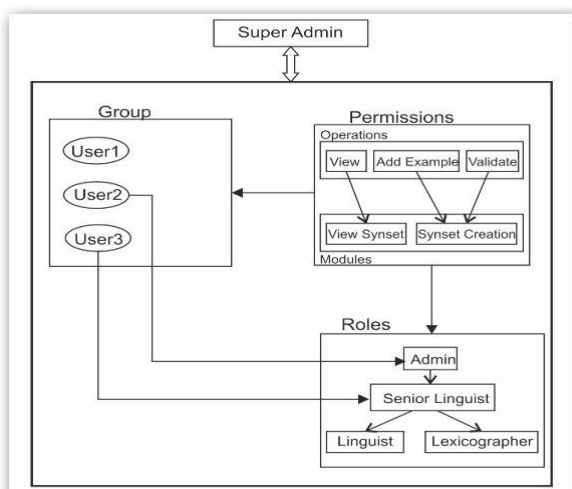 Super Admin
Group
User1
User2
User3
Permissions
Operations
View
Add Example
Validate
View Synset
Synset Creation
Modules
Roles
Admin
Senior Linguist
Linguist
Lexicographer